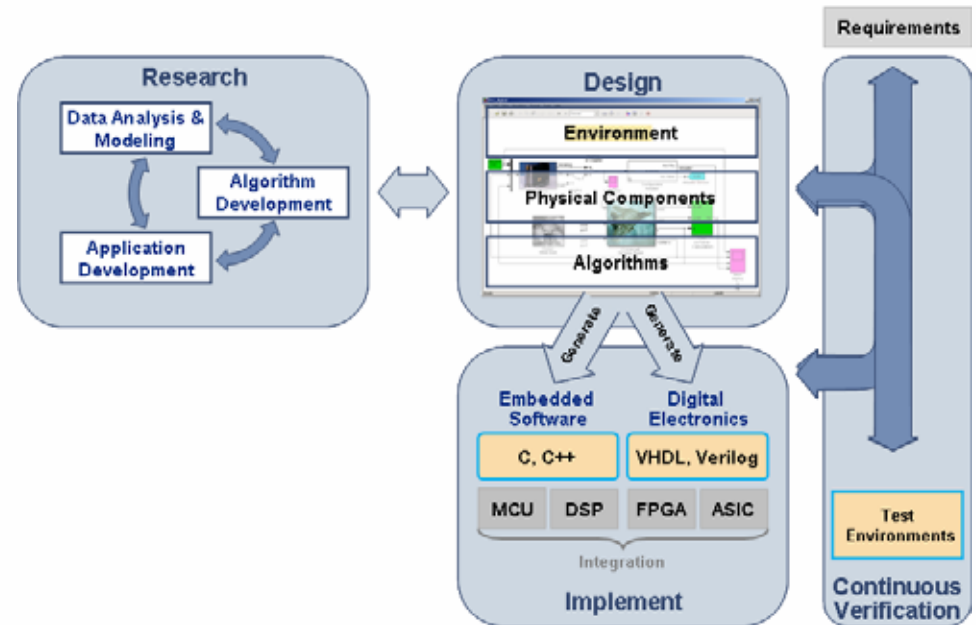 Requirements
Research
Data Analysis &
Modeling
Algorithm
Development
Application
Development
Design
Environment
Physical Components
Algorithms
Generate
Generate
Embedded
Software
Digital
Electronics
C, C++
VHDL, Verilog
MCU
DSP
FPGA
ASIC
Integration
Implement
Test
Environments
Continuous
Verification